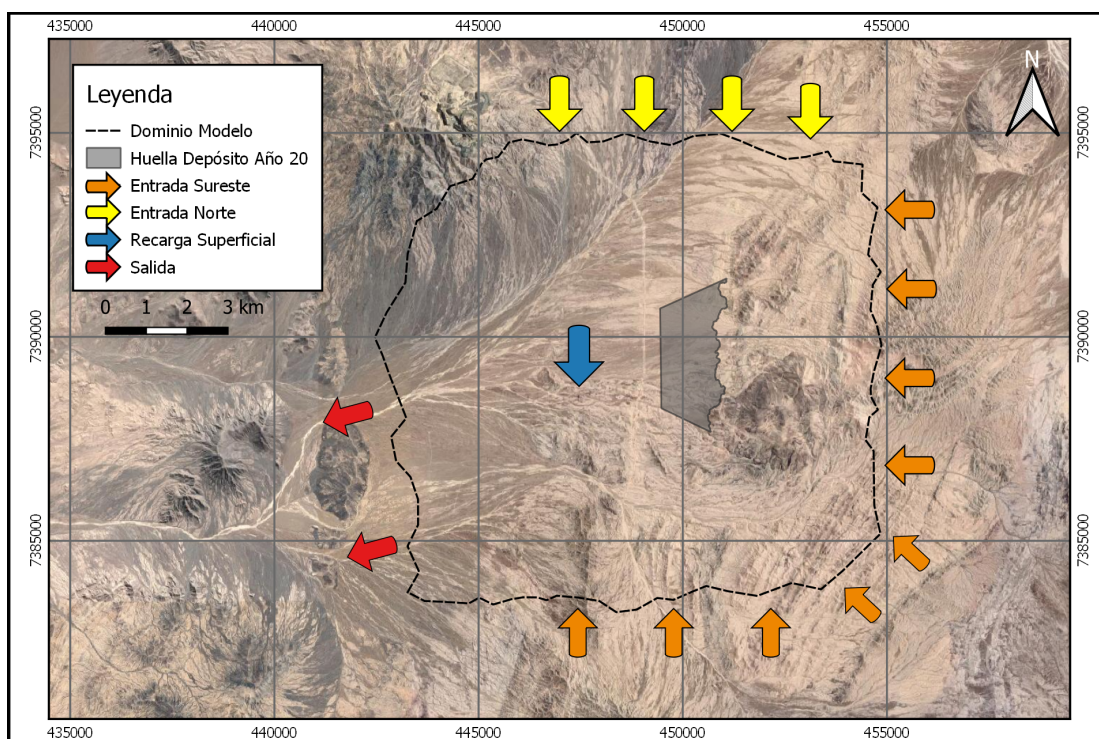 435000 440000 445000 450000 455000
N
Leyenda
Dominio Modelo
Huella Depósito Año 20
Entrada Sureste
Entrada Norte
Recarga Superficial
Salida
0 1 2 3 km
7395000 7395000
7390000 7390000
7385000 7385000
435000 440000 445000 450000 455000